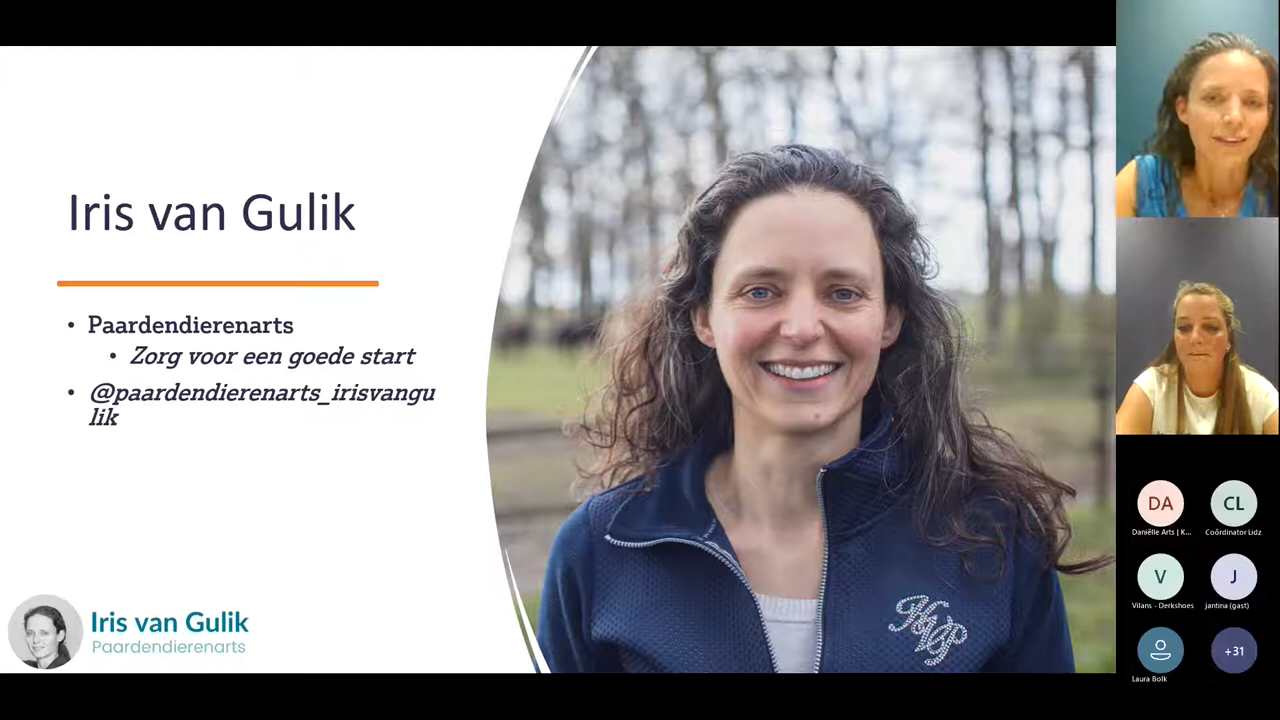 Iris van Gulik
• Paardendierenarts
• Zorg voor een goede start
• @paardendierenarts_irisvangu
lik
KWP
Iris van Gulik
Paardendierenarts
DA
CL
Daniëlle Arts | K...
Coördinator Lidz
V
J
Vilans - Derkshoes
jantina (gast)
+31
Laura Bolk